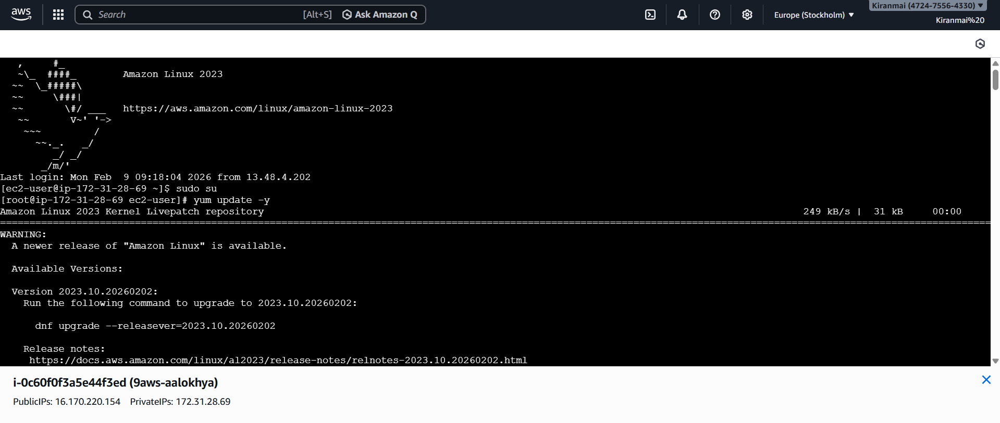 aws
Search [Alt+S] Ask Amazon Q
Europe (Stockholm) ▼
Kiranmai (4724-7556-4330) ▼
Kiranmai%20
   ,     #_
   ~\_  ####_        Amazon Linux 2023
  ~~  \_#####\
  ~~     \###|
  ~~       \#/ ___   https://aws.amazon.com/linux/amazon-linux-2023
   ~~       V~' '->
    ~~~         /
      ~~._.   _/
         _/ _/
       _/m/'
Last login: Mon Feb  9 09:18:04 2026 from 13.48.4.202
[ec2-user@ip-172-31-28-69 ~]$ sudo su
[root@ip-172-31-28-69 ec2-user]# yum update -y
Amazon Linux 2023 Kernel Livepatch repository 249 kB/s |  31 kB     00:00
================================================================================
WARNING:
  A newer release of "Amazon Linux" is available.
  Available Versions:
  Version 2023.10.20260202:
    Run the following command to upgrade to 2023.10.20260202:
      dnf upgrade --releasever=2023.10.20260202
    Release notes:
     https://docs.aws.amazon.com/linux/al2023/release-notes/relnotes-2023.10.20260202.html
i-0c60f0f3a5e44f3ed (9aws-aalokhya)
PublicIPs: 16.170.220.154 PrivateIPs: 172.31.28.69